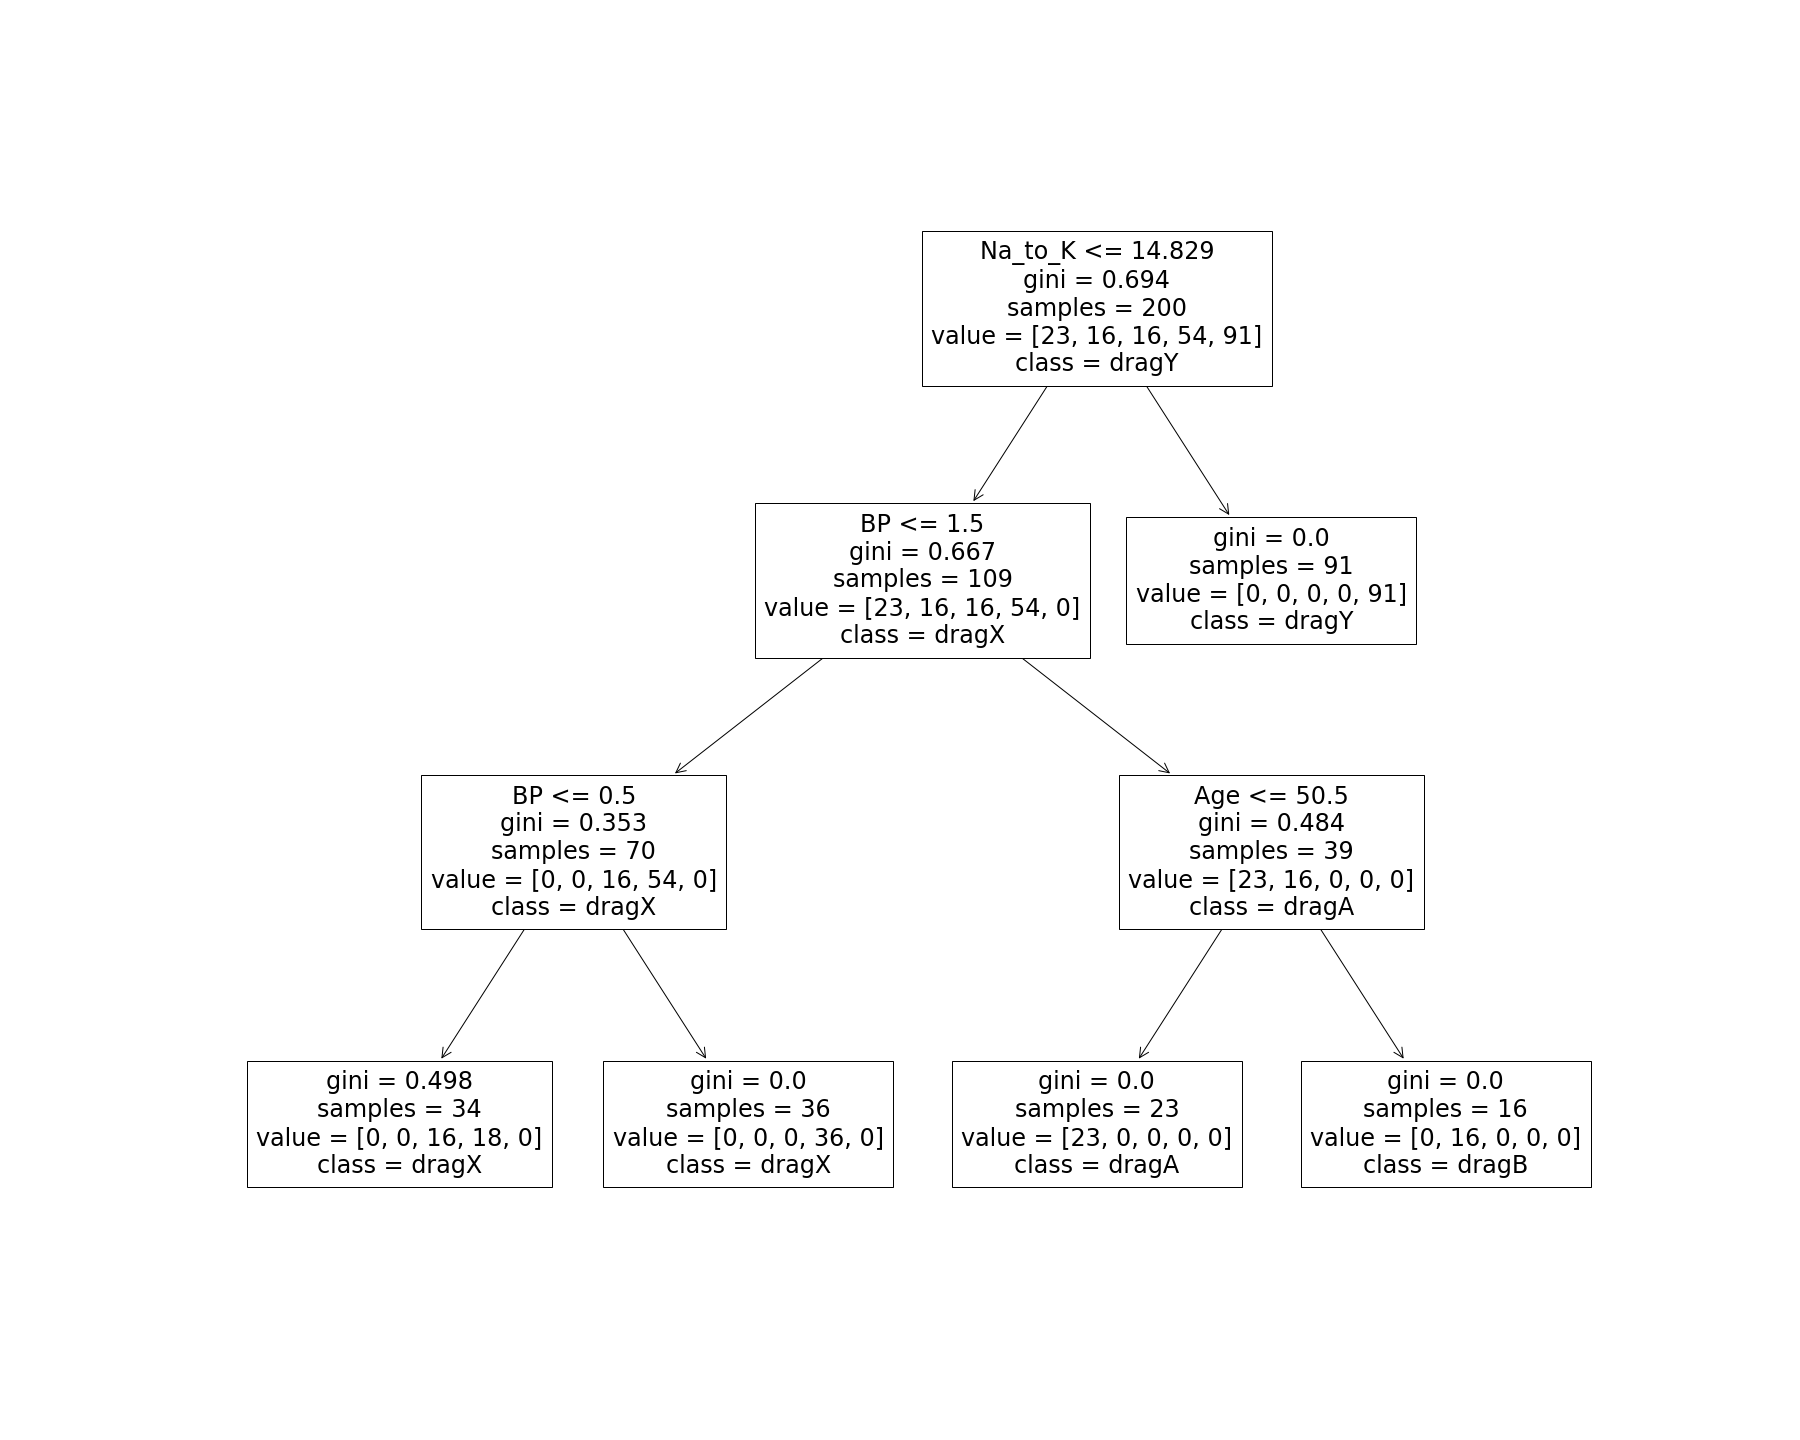 Na_to_K <= 14.829
gini = 0.694
samples = 200
value = [23, 16, 16, 54, 91]
class = dragY
BP <= 1.5
gini = 0.667
samples = 109
value = [23, 16, 16, 54, 0]
class = dragX
gini = 0.0
samples = 91
value = [0, 0, 0, 0, 91]
class = dragY
BP <= 0.5
gini = 0.353
samples = 70
value = [0, 0, 16, 54, 0]
class = dragX
Age <= 50.5
gini = 0.484
samples = 39
value = [23, 16, 0, 0, 0]
class = dragA
gini = 0.498
samples = 34
value = [0, 0, 16, 18, 0]
class = dragX
gini = 0.0
samples = 36
value = [0, 0, 0, 36, 0]
class = dragX
gini = 0.0
samples = 23
value = [23, 0, 0, 0, 0]
class = dragA
gini = 0.0
samples = 16
value = [0, 16, 0, 0, 0]
class = dragB